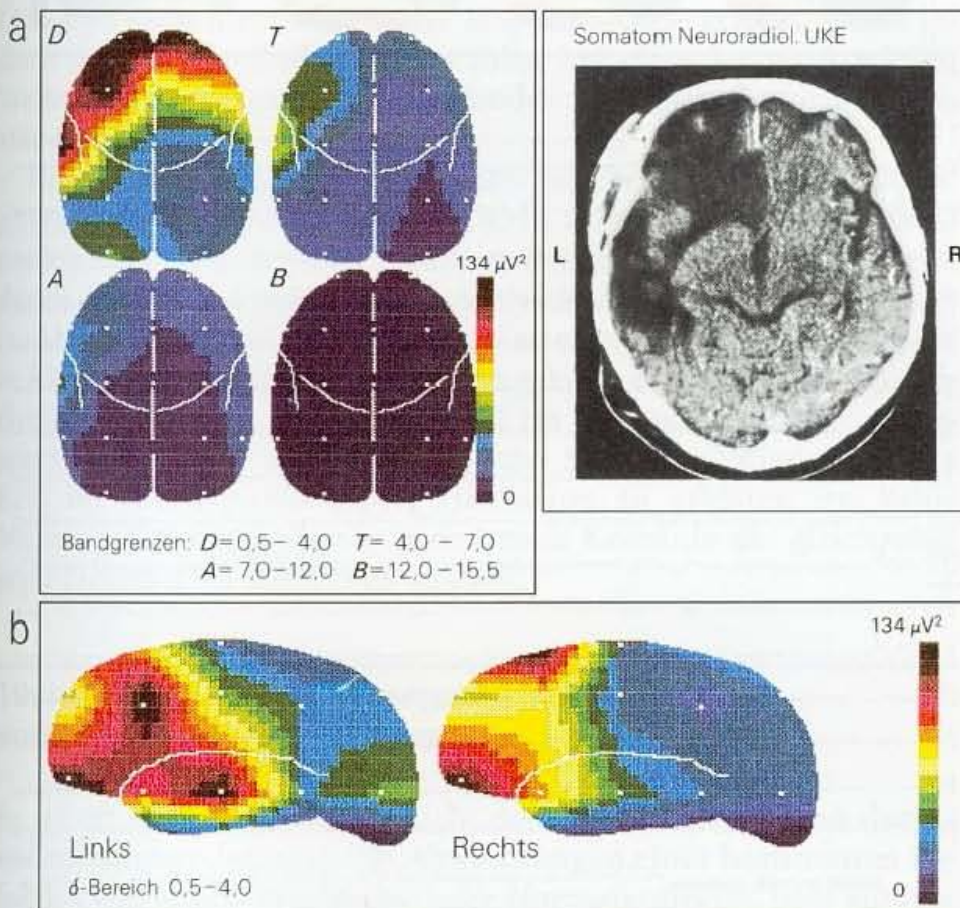 a
D T
Somatom Neuroradiol. UKE
L R
134 µV²
A B
0
Bandgrenzen: D=0,5–4,0 T=4,0–7,0
A=7,0–12,0 B=12,0–15,5
b
134 µV²
Links
Rechts
0
δ-Bereich 0,5–4,0